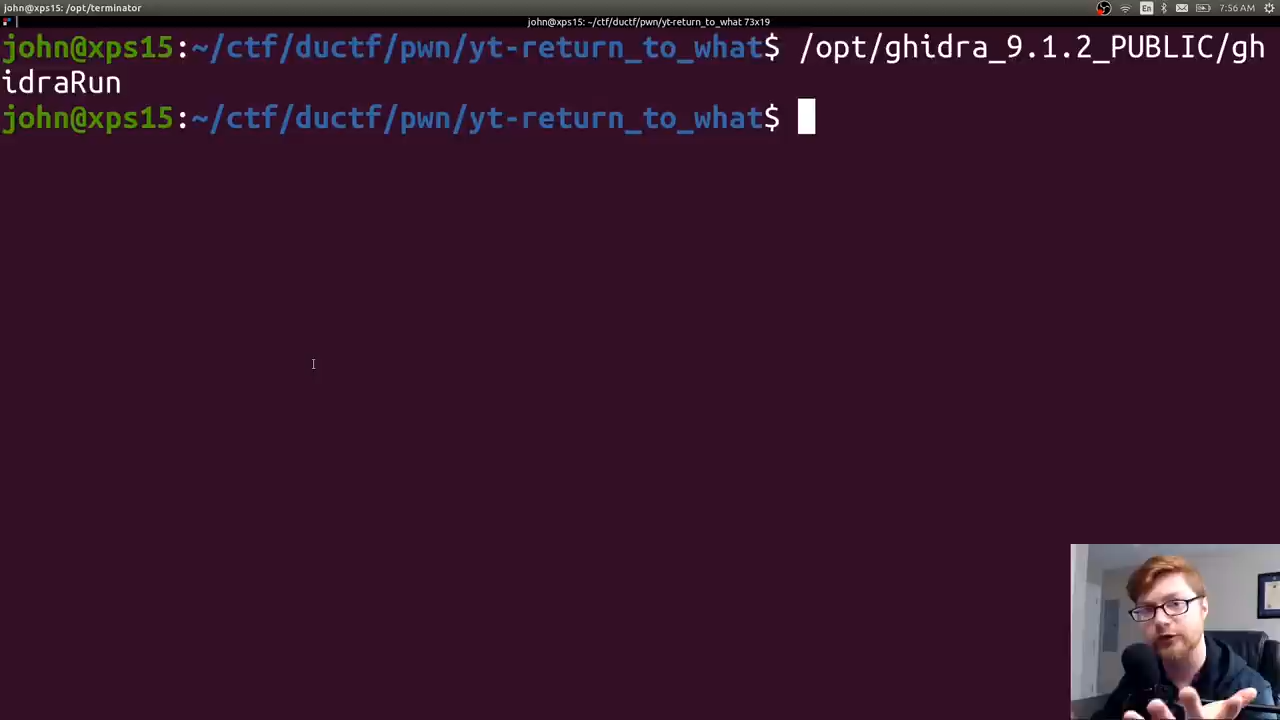 john@xps15: /opt/terminator
En
7:56 AM
john@xps15: ~/ctf/ductf/pwn/yt-return_to_what 73x19
john@xps15:~/ctf/ductf/pwn/yt-return_to_what$ /opt/ghidra_9.1.2_PUBLIC/gh
idraRun
john@xps15:~/ctf/ductf/pwn/yt-return_to_what$